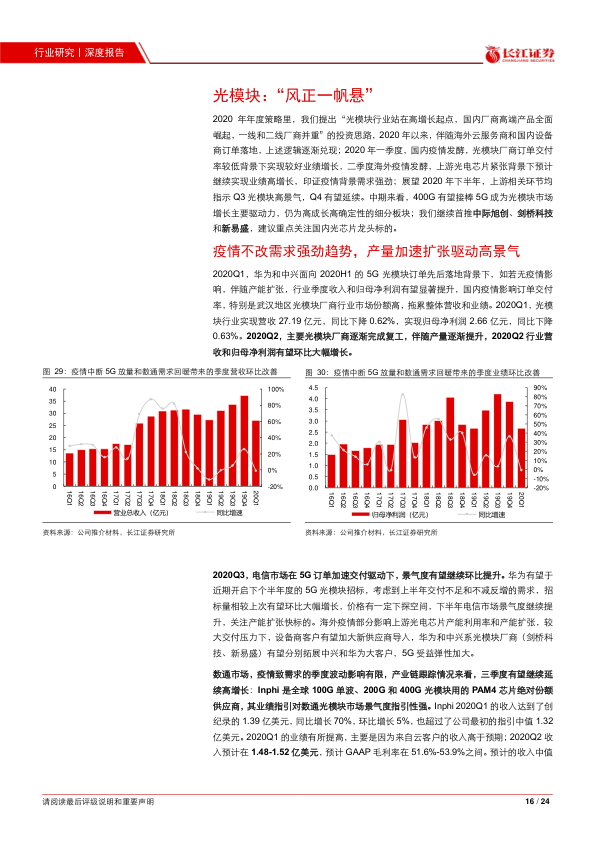 行业研究丨深度报告
长江证券
CHANGJIANG SECURITIES
光模块：“风正一帆悬”
2020 年年度策略里，我们提出“光模块行业站在高增长起点，国内厂商高端产品全面
崛起，一线和二线厂商并重”的投资思路，2020 年以来，伴随海外云服务商和国内设备
商订单落地，上述逻辑逐渐兑现；2020 年一季度，国内疫情发酵，光模块厂商订单交付
率较低背景下实现较好业绩增长，二季度海外疫情发酵，上游光电芯片紧张背景下预计
继续实现业绩高增长，印证疫情背景需求强劲；展望 2020 年下半年，上游相关环节均
指示 Q3 光模块高景气，Q4 有望延续。中期来看，400G 有望接棒 5G 成为光模块市场
增长主要驱动力，仍为高成长高确定性的细分板块；我们继续首推中际旭创、剑桥科技
和新易盛，建议重点关注国内光芯片龙头标的。
疫情不改需求强劲趋势，产量加速扩张驱动高景气
2020Q1，华为和中兴面向 2020H1 的 5G 光模块订单先后落地背景下，如若无疫情影
响，伴随产能扩张，行业季度收入和归母净利润有望显著提升，国内疫情影响订单交付
率，特别是武汉地区光模块厂商行业市场份额高，拖累整体营收和业绩。2020Q1，光模
块行业实现营收 27.19 亿元，同比下降 0.62%，实现归母净利润 2.66 亿元，同比下降
0.63%。2020Q2，主要光模块厂商逐渐完成复工，伴随产量逐渐提升，2020Q2 行业营
收和归母净利润有望环比大幅增长。
图 29：疫情中断 5G 放量和数通需求回暖带来的季度营收环比改善
40
35
30
25
20
15
10
5
0
100%
80%
60%
40%
20%
0%
-20%
16Q1 16Q2 16Q3 16Q4 17Q1 17Q2 17Q3 17Q4 18Q1 18Q2 18Q3 18Q4 19Q1 19Q2 19Q3 19Q4 20Q1
营业总收入（亿元） 同比增速
资料来源：公司推介材料，长江证券研究所
图 30：疫情中断 5G 放量和数通需求回暖带来的季度业绩环比改善
4.5
4.0
3.5
3.0
2.5
2.0
1.5
1.0
0.5
0.0
90%
80%
70%
60%
50%
40%
30%
20%
10%
0%
-10%
-20%
16Q1 16Q2 16Q3 16Q4 17Q1 17Q2 17Q3 17Q4 18Q1 18Q2 18Q3 18Q4 19Q1 19Q2 19Q3 19Q4 20Q1
归母净利润（亿元） 同比增速
资料来源：公司推介材料，长江证券研究所
2020Q3，电信市场在 5G 订单加速交付驱动下，景气度有望继续环比提升。华为有望于
近期开启下个半年度的 5G 光模块招标，考虑到上半年交付不足和不减反增的需求，招
标量相较上次有望环比大幅增长，价格有一定下探空间，下半年电信市场景气度继续提
升，关注产能扩张快标的。海外疫情部分影响上游光电芯片产能利用率和产能扩张，较
大交付压力下，设备商客户有望加大新供应商导入，华为和中兴系光模块厂商（剑桥科
技、新易盛）有望分别拓展中兴和华为大客户，5G 受益弹性加大。
数通市场，疫情致需求的季度波动影响有限，产业链跟踪情况来看，三季度有望继续延
续高增长：Inphi 是全球 100G 单波、200G 和 400G 光模块用的 PAM4 芯片绝对份额
供应商，其业绩指引对数通光模块市场景气度指引性强。Inphi 2020Q1 的收入达到了创
纪录的 1.39 亿美元，同比增长 70%，环比增长 5%，也超过了公司最初的指引中值 1.32
亿美元。2020Q1 的业绩有所提高，主要是因为来自云客户的收入高于预期；2020Q2 收
入预计在 1.48-1.52 亿美元，预计 GAAP 毛利率在 51.6%-53.9%之间。预计的收入中值
请阅读最后评级说明和重要声明
16 / 24